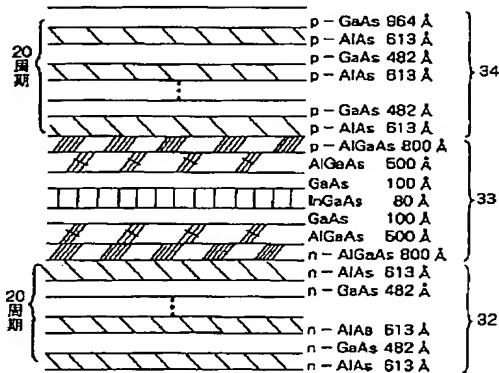 p-GaAs 964 Å
p-AlAs 613 Å
p-GaAs 482 Å
p-AlAs 613 Å
20
周期
34
p-GaAs 482 Å
p-AlAs 613 Å
p-AlGaAs 800 Å
AlGaAs 500 Å
GaAs 100 Å
InGaAs 80 Å
33
GaAs 100 Å
AlGaAs 500 Å
n-AlGaAs 800 Å
n-AlAs 613 Å
n-GaAs 482 Å
20
周期
32
n-AlAs 613 Å
n-GaAs 482 Å
n-AlAs 613 Å